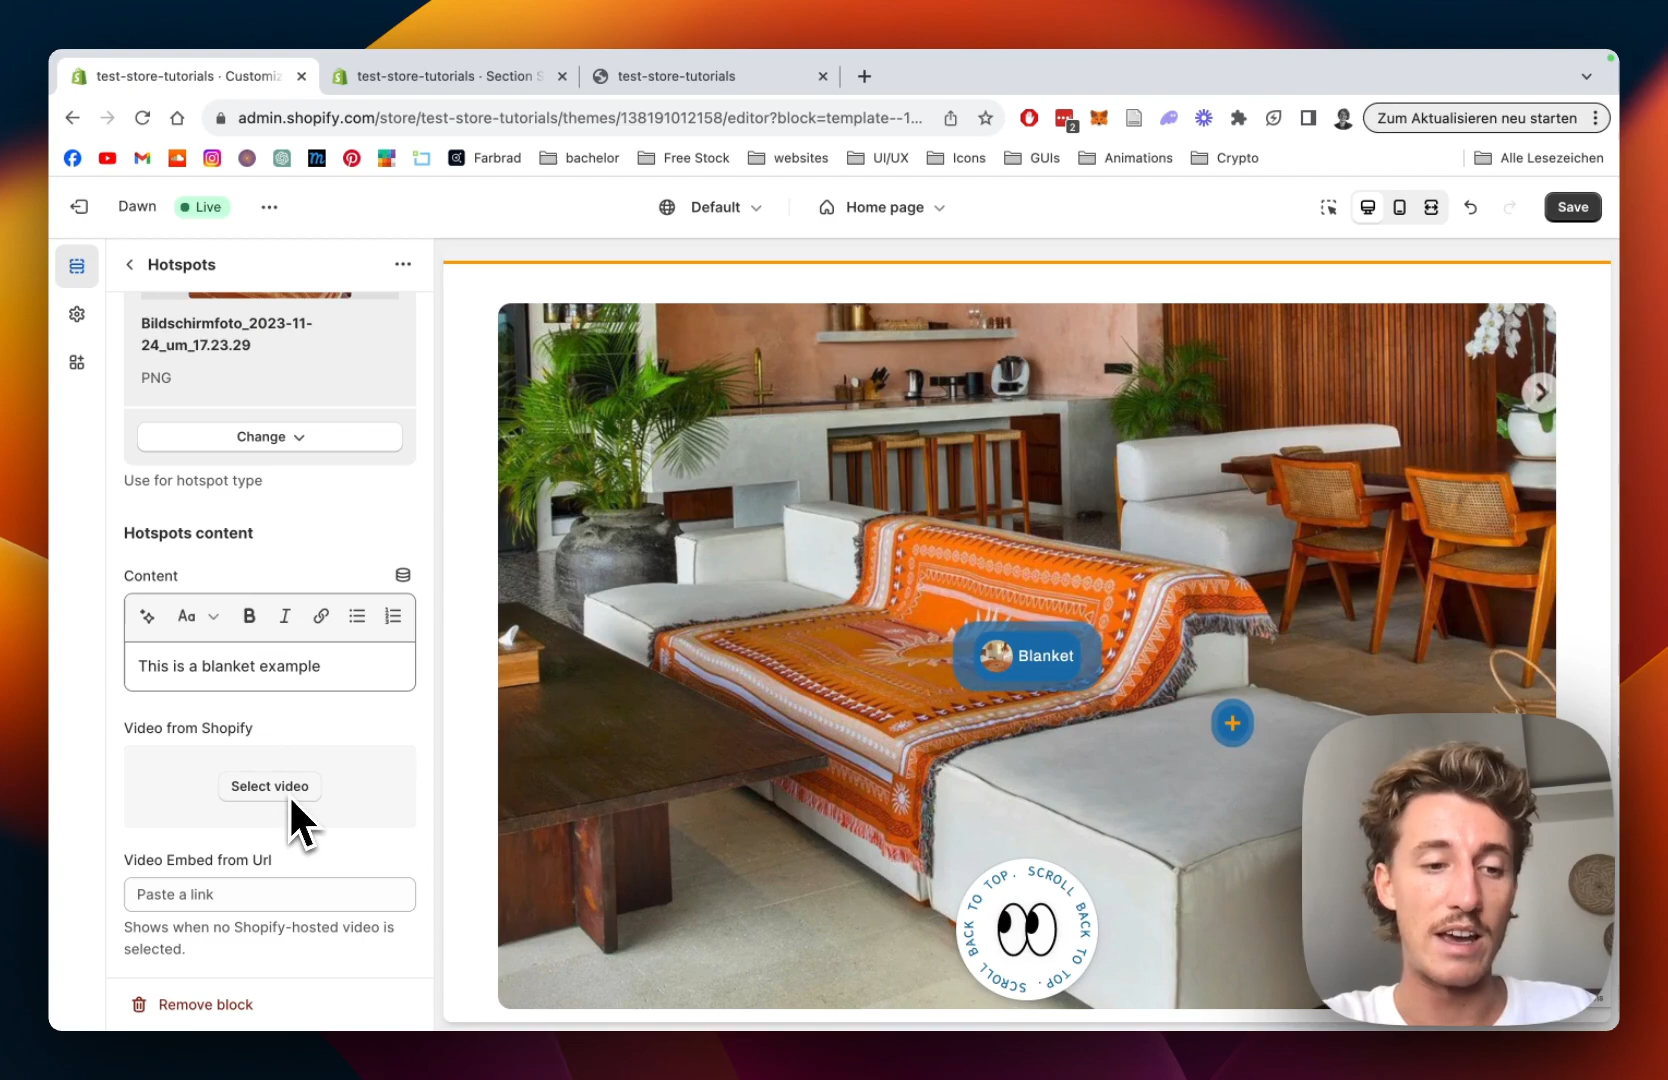 test-store-tutorials · Customiz
test-store-tutorials · Section S
test-store-tutorials
admin.shopify.com/store/test-store-tutorials/themes/138191012158/editor?block=template--1...
2
Zum Aktualisieren neu starten
Farbrad
bachelor
Free Stock
websites
UI/UX
Icons
GUIs
Animations
Crypto
Alle Lesezeichen
Dawn
Live
Default
Home page
Save
Hotspots
Bildschirmfoto_2023-11-
24_um_17.23.29
PNG
Change
Use for hotspot type
Hotspots content
Content
Aa
B
I
This is a blanket example
Video from Shopify
Select video
Video Embed from Url
Paste a link
Shows when no Shopify-hosted video is
selected.
Remove block
Blanket
SCROLL BACK TO TOP. SCROLL BACK TO TOP.